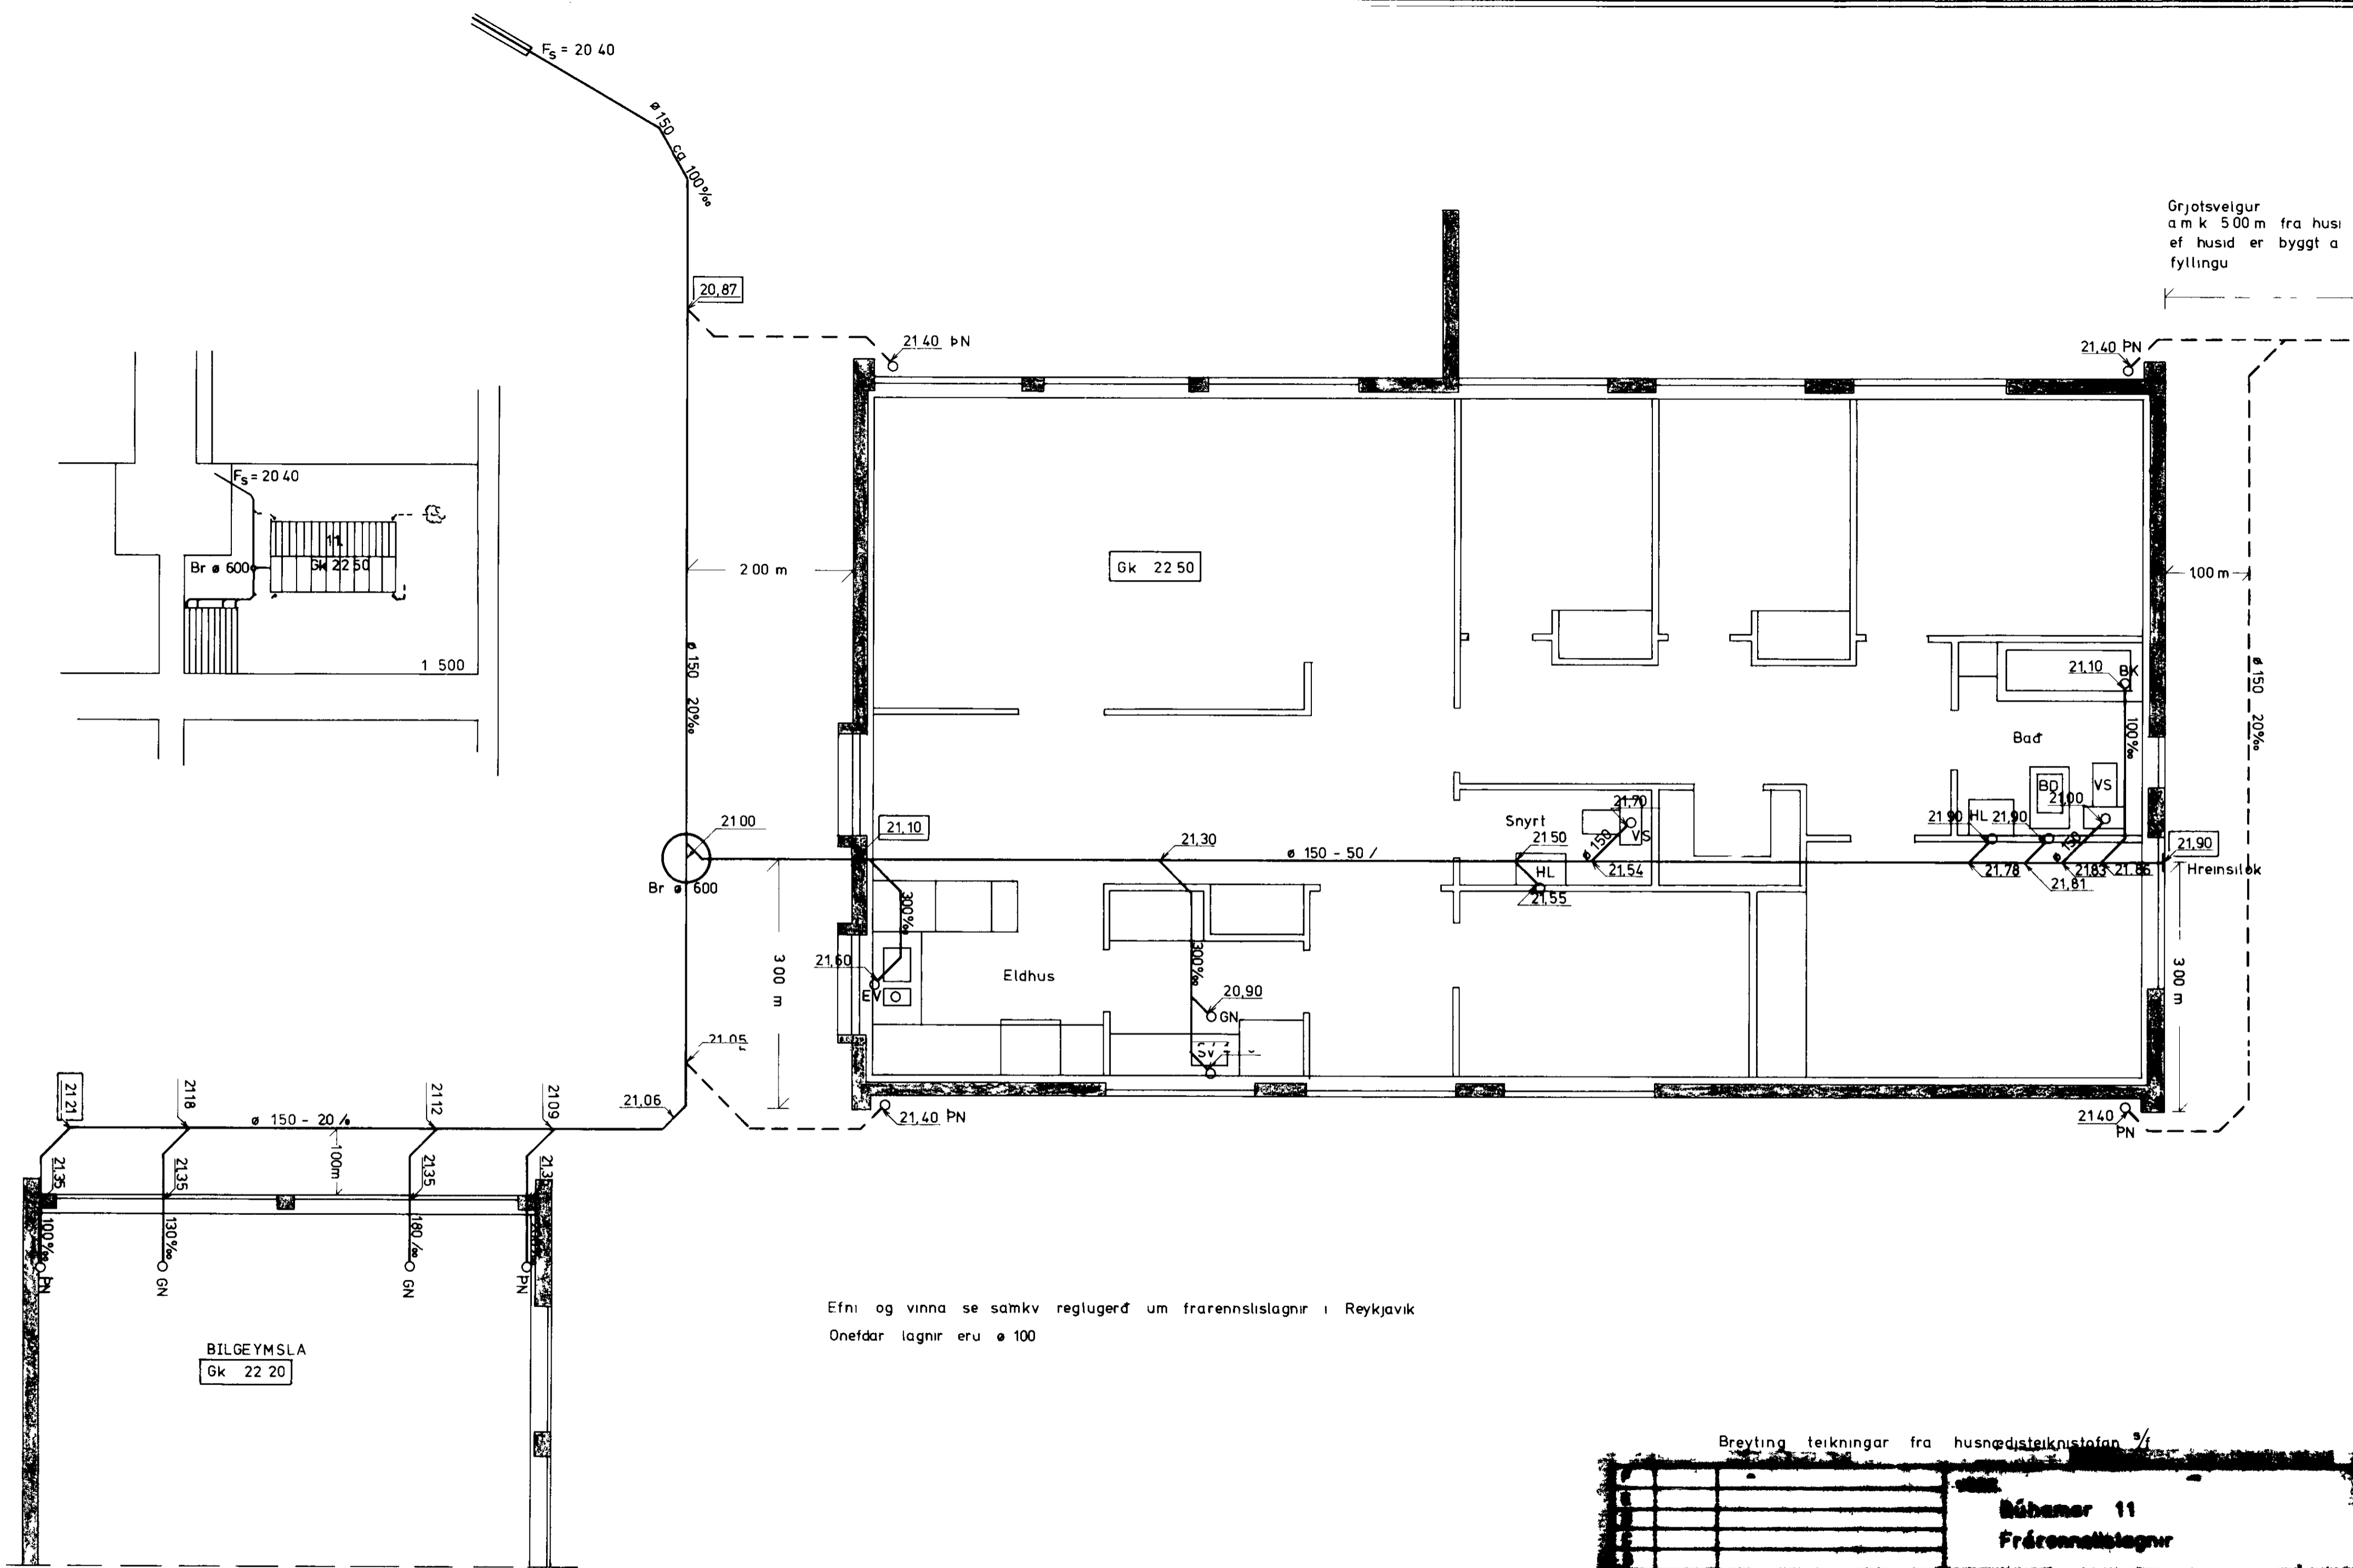 Fs = 20 40
ø 150 ca 100‰
20,87
21 40 ÞN
21,40 ÞN
Grjotsvelgur
a m k 5 00 m fra husi
ef husid er byggt a
fyllingu
Fs = 20 40
11.
Gk 22 50
Br ø 600
1 500
2 00 m
Gk 22 50
1 00 m
ø 150 20‰
ø 150 20‰
21,10 BK
100‰
Bað
BD
VS
21,00
21 90 HL
21,90
ø 150
21,90
Hreinsilok
21,78
21,81
21,83
21,86
Snyrt
21,70
VS
ø 150
21 50
HL
21,54
21,55
21 00
Br ø 600
21,10
21,30
ø 150 - 50 /
300‰
21,60
EV
Eldhus
300‰
20,90
GN
SV
3 00 m
3 00 m
21 05
21,06
21,40 ÞN
21 40
ÞN
21 21
21 18
21 12
21 09
ø 150 - 20 /
1 00 m
21,35
21,35
21,35
100‰
130‰
180 ‰
ÞN
GN
GN
ÞN
BILGEYMSLA
Gk 22 20
Efni og vinna se samkv reglugerð um frarennslislagnir i Reykjavik
Onefdar lagnir eru ø 100
Breyting teikningar fra husnædisteiknistofan s/f
11
Frárennslislagnir